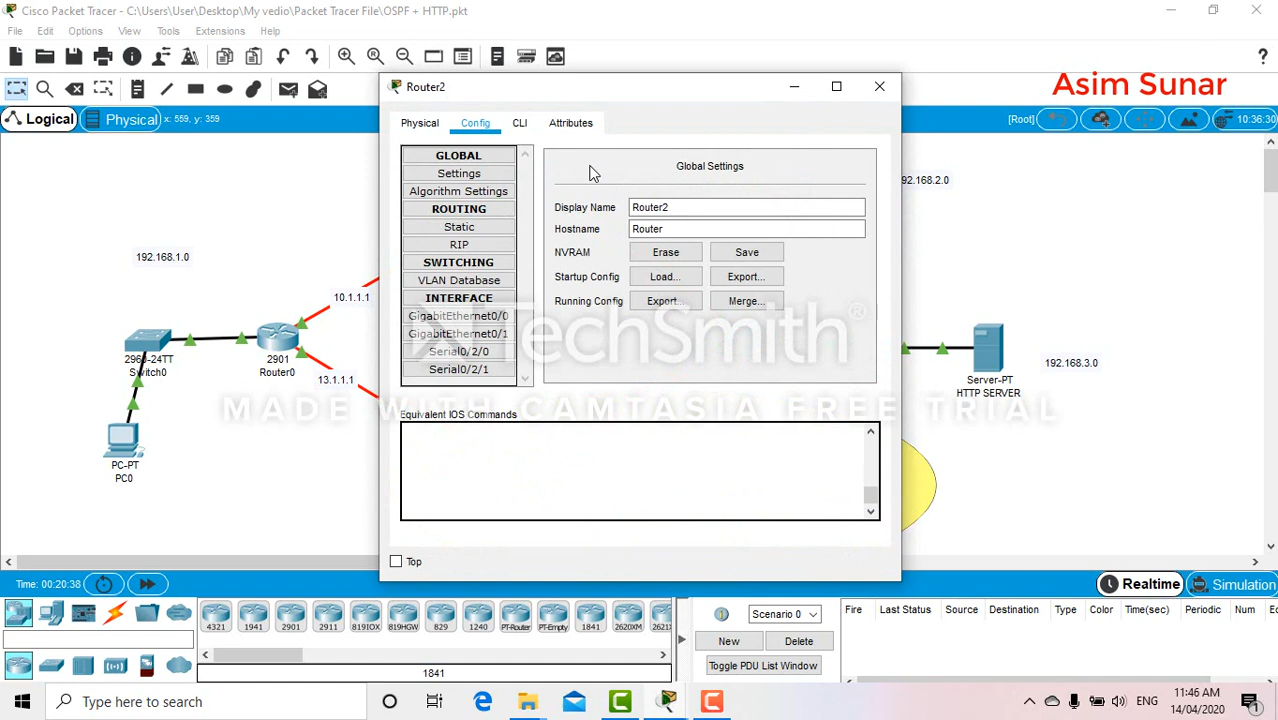 Cisco Packet Tracer - C:\Users\User\Desktop\My vedio\Packet Tracer File\OSPF + HTTP.pkt
File Edit Options View Tools Extensions Help
Asim Sunar
Logical Physical x: 559, y: 359
[Root] 10:36:30
Router2
Physical Config CLI Attributes
GLOBAL
Settings
Algorithm Settings
ROUTING
Static
RIP
SWITCHING
VLAN Database
INTERFACE
GigabitEthernet0/0
GigabitEthernet0/1
Serial0/2/0
Serial0/2/1
Global Settings
Display Name Router2
Hostname Router
NVRAM Erase Save
Startup Config Load... Export...
Running Config Export... Merge...
Equivalent IOS Commands
Top
TechSmith®
MADE WITH CAMTASIA FREE TRIAL
192.168.1.0
10.1.1.1
13.1.1.1
Switch0
2901
Router0
PC-PT
PC0
92.168.2.0
Server-PT
HTTP SERVER
192.168.3.0
Time: 00:20:38
Realtime Simulation
4321 1941 2901 2911 819IOX 819HGW 829 1240 PT-Router PT-Empty 1841 2620XM 2621X
1841
Scenario 0
New Delete
Toggle PDU List Window
Fire Last Status Source Destination Type Color Time(sec) Periodic Num Ec
Type here to search
ENG
11:46 AM
14/04/2020
1